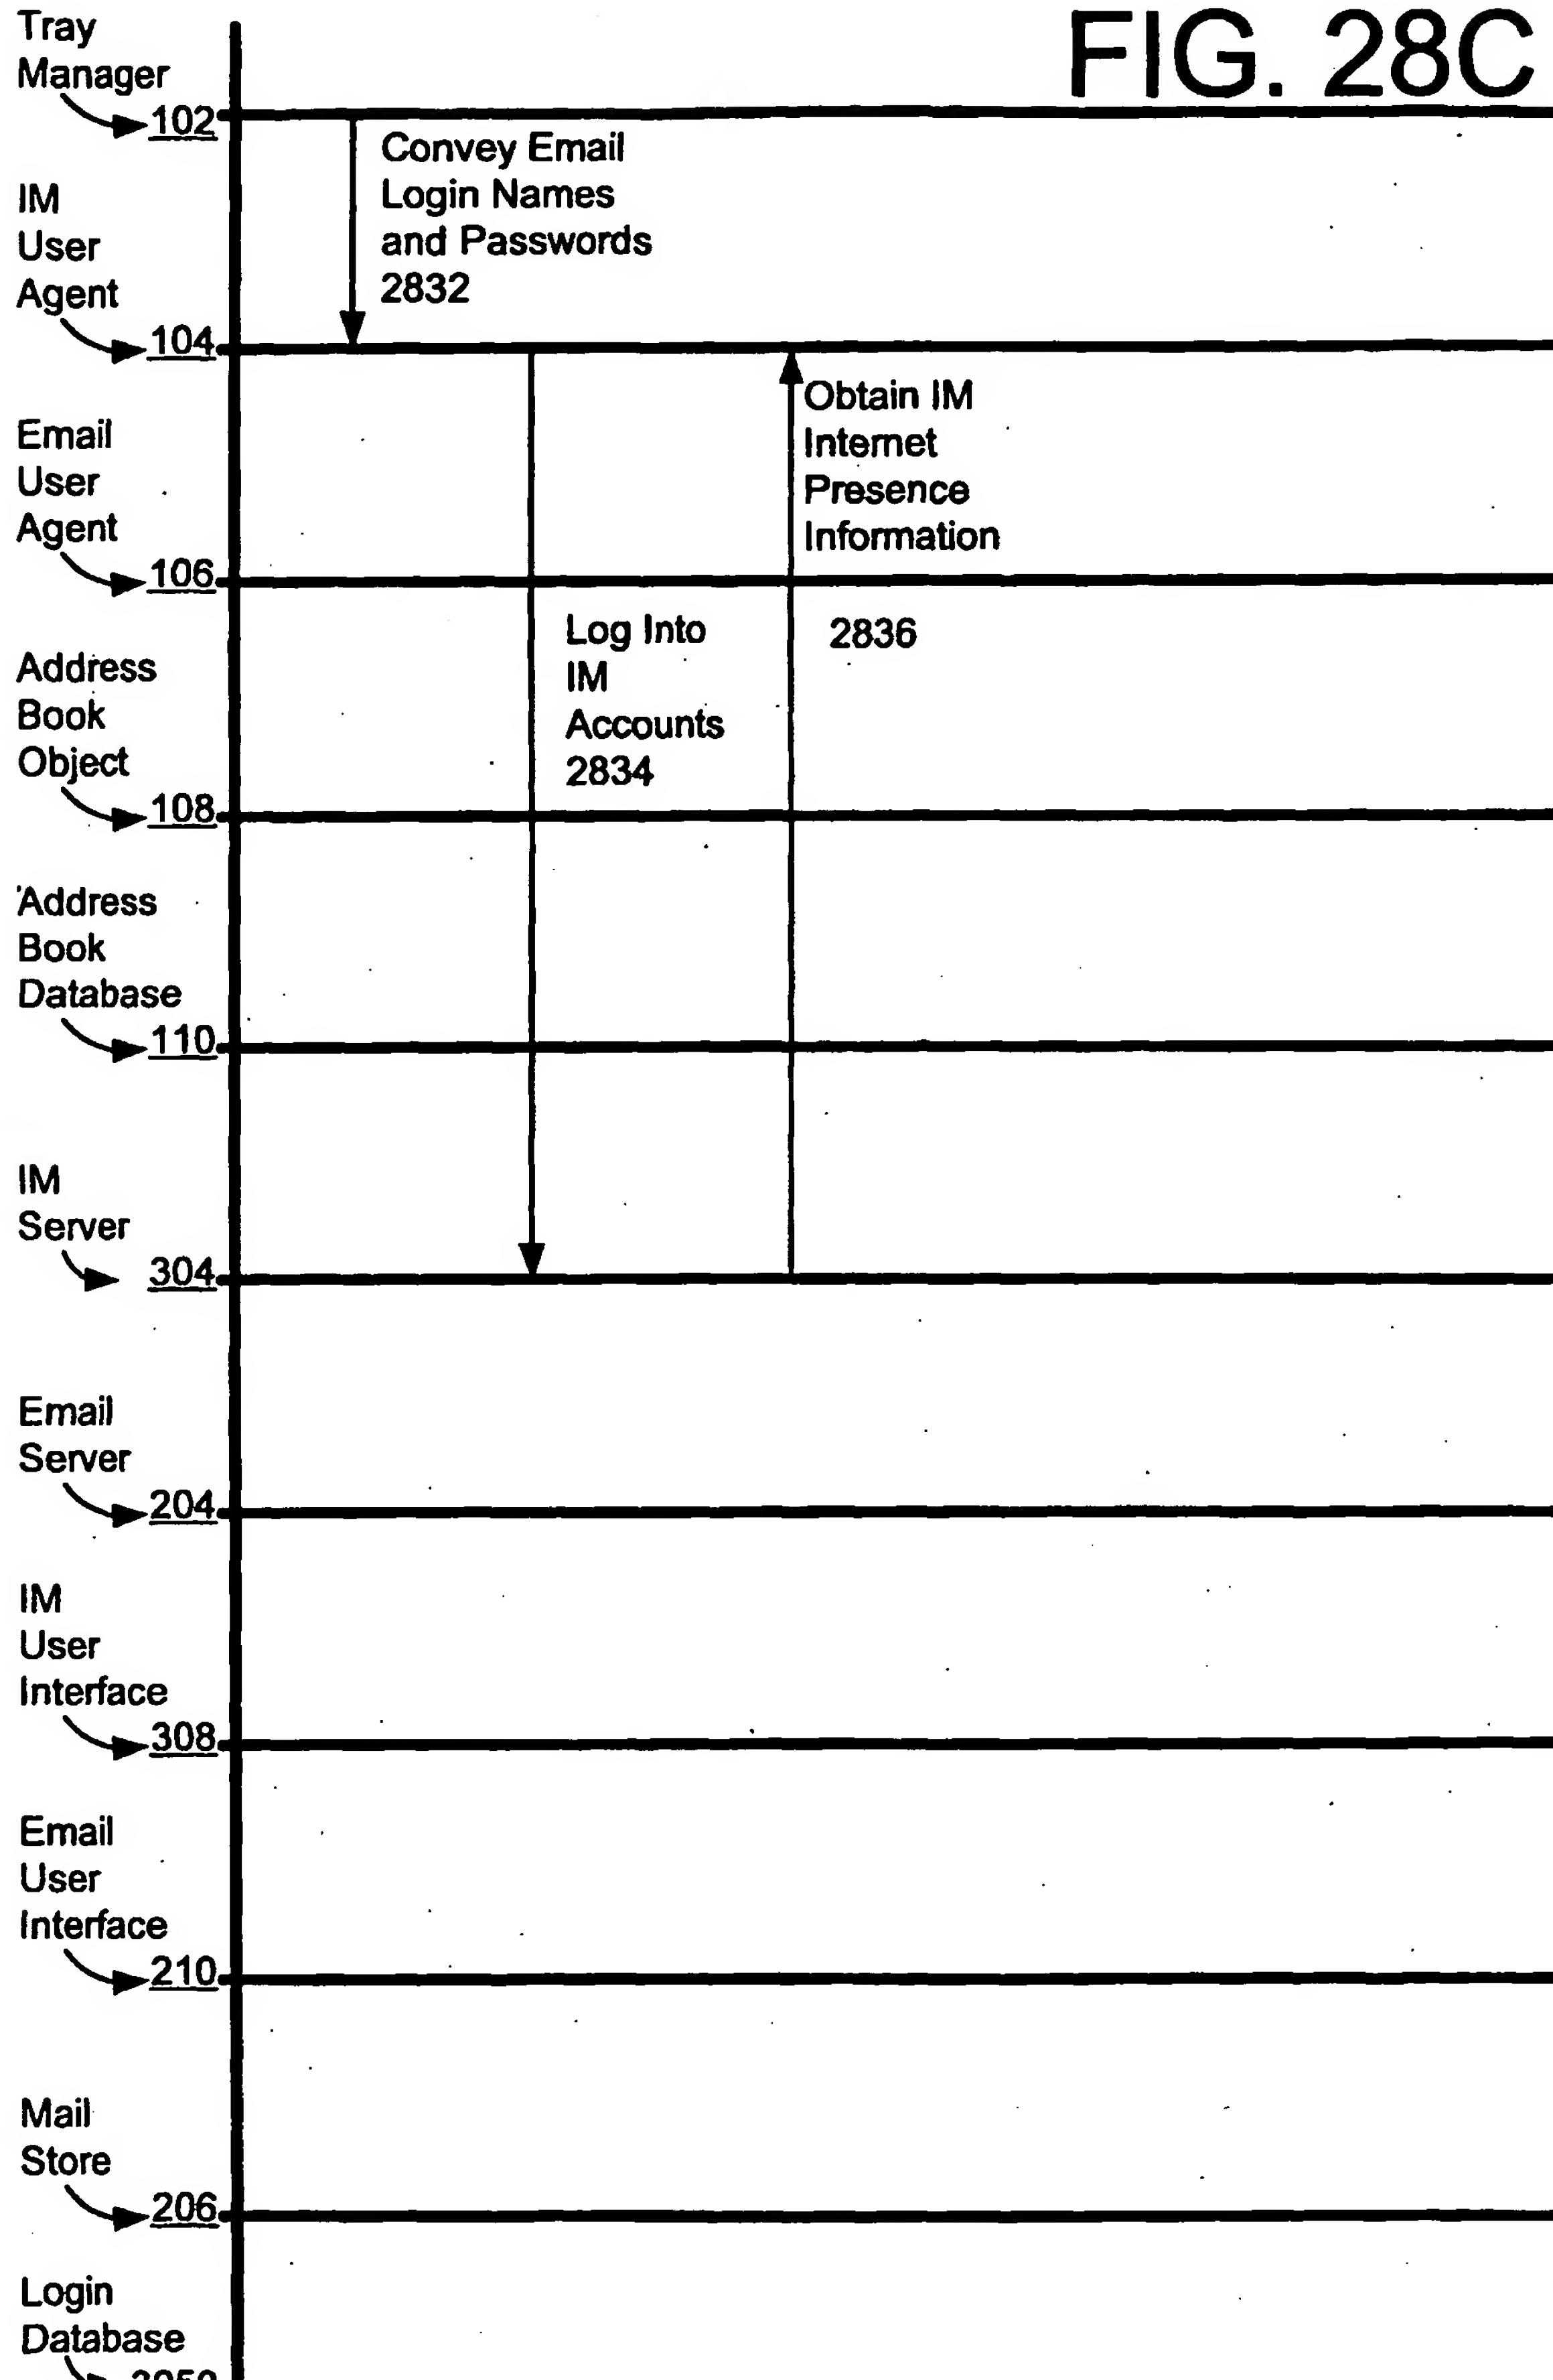 FIG. 28C
Tray
Manager
102
Convey Email
Login Names
and Passwords
2832
IM
User
Agent
104
Obtain IM
Internet
Presence
Information
2836
Email
User
Agent
106
Log Into
IM
Accounts
2834
Address
Book
Object
108
Address
Book
Database
110
IM
Server
304
Email
Server
204
IM
User
Interface
308
Email
User
Interface
210
Mail
Store
206
Login
Database